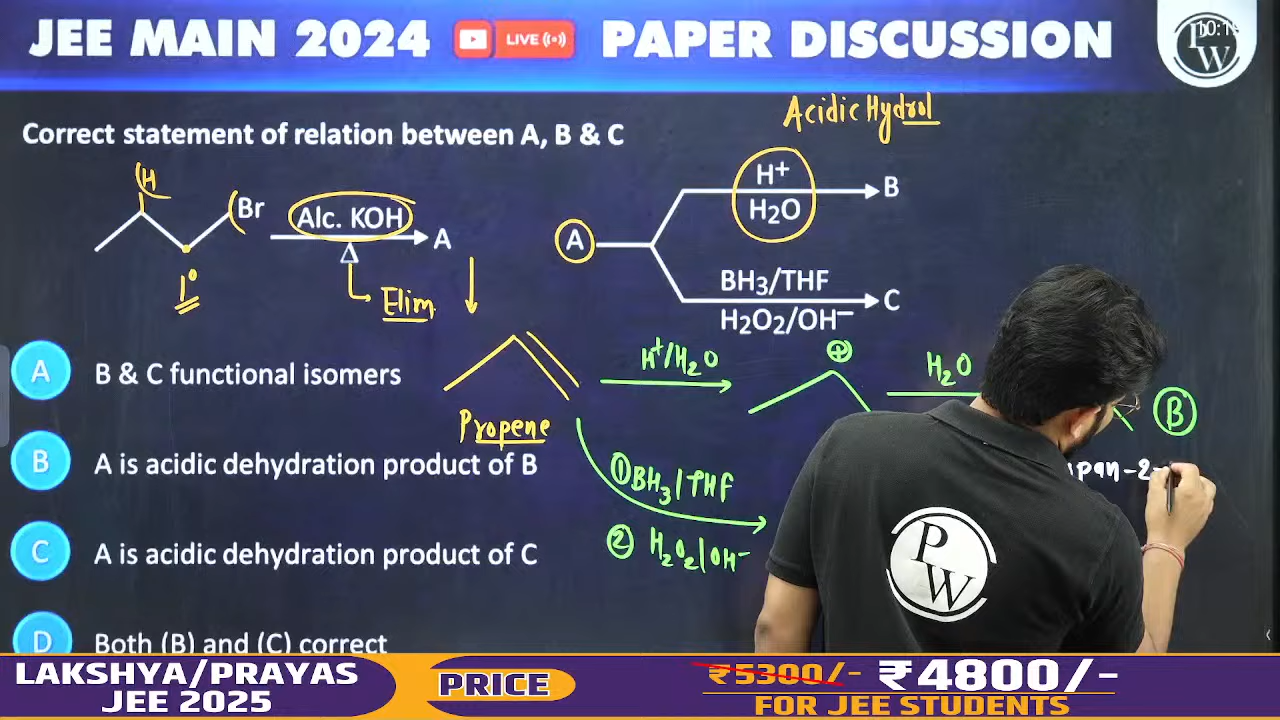 JEE MAIN 2024 LIVE PAPER DISCUSSION
PW
Acidic Hydrol
Correct statement of relation between A, B & C
H
Br
Alc. KOH
Δ
A
1°
Elim.
A
H+
H2O
B
BH3/THF
H2O2/OH−
C
A B & C functional isomers
B A is acidic dehydration product of B
C A is acidic dehydration product of C
D Both (B) and (C) correct
Propene
H+/H2O
+
H2O
B
pan-2-
① BH3/THF
② H2O2/OH−
PW
LAKSHYA/PRAYAS
JEE 2025
PRICE
₹5300/- ₹4800/-
FOR JEE STUDENTS